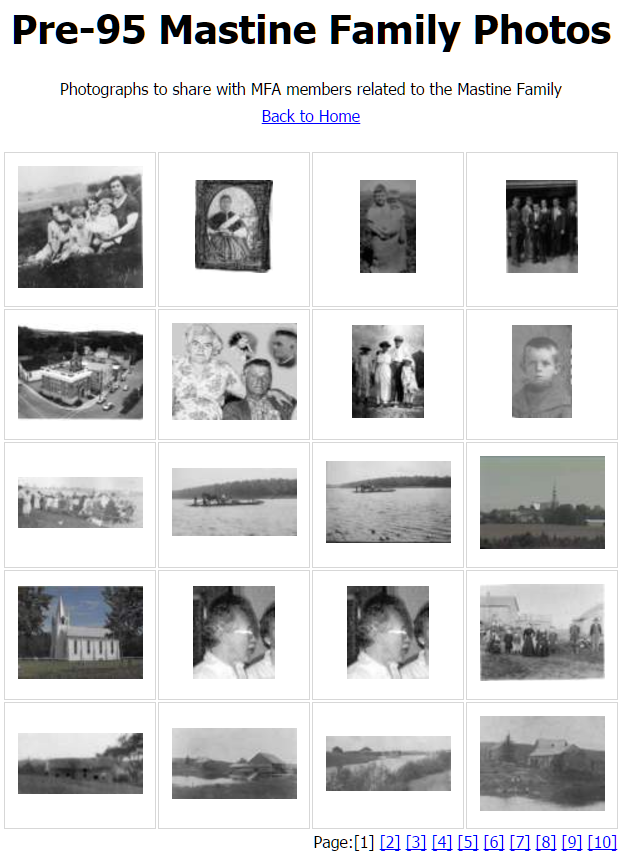 Pre-95 Mastine Family Photos
Photographs to share with MFA members related to the Mastine Family
Back to Home
Page:[1] [2] [3] [4] [5] [6] [7] [8] [9] [10]